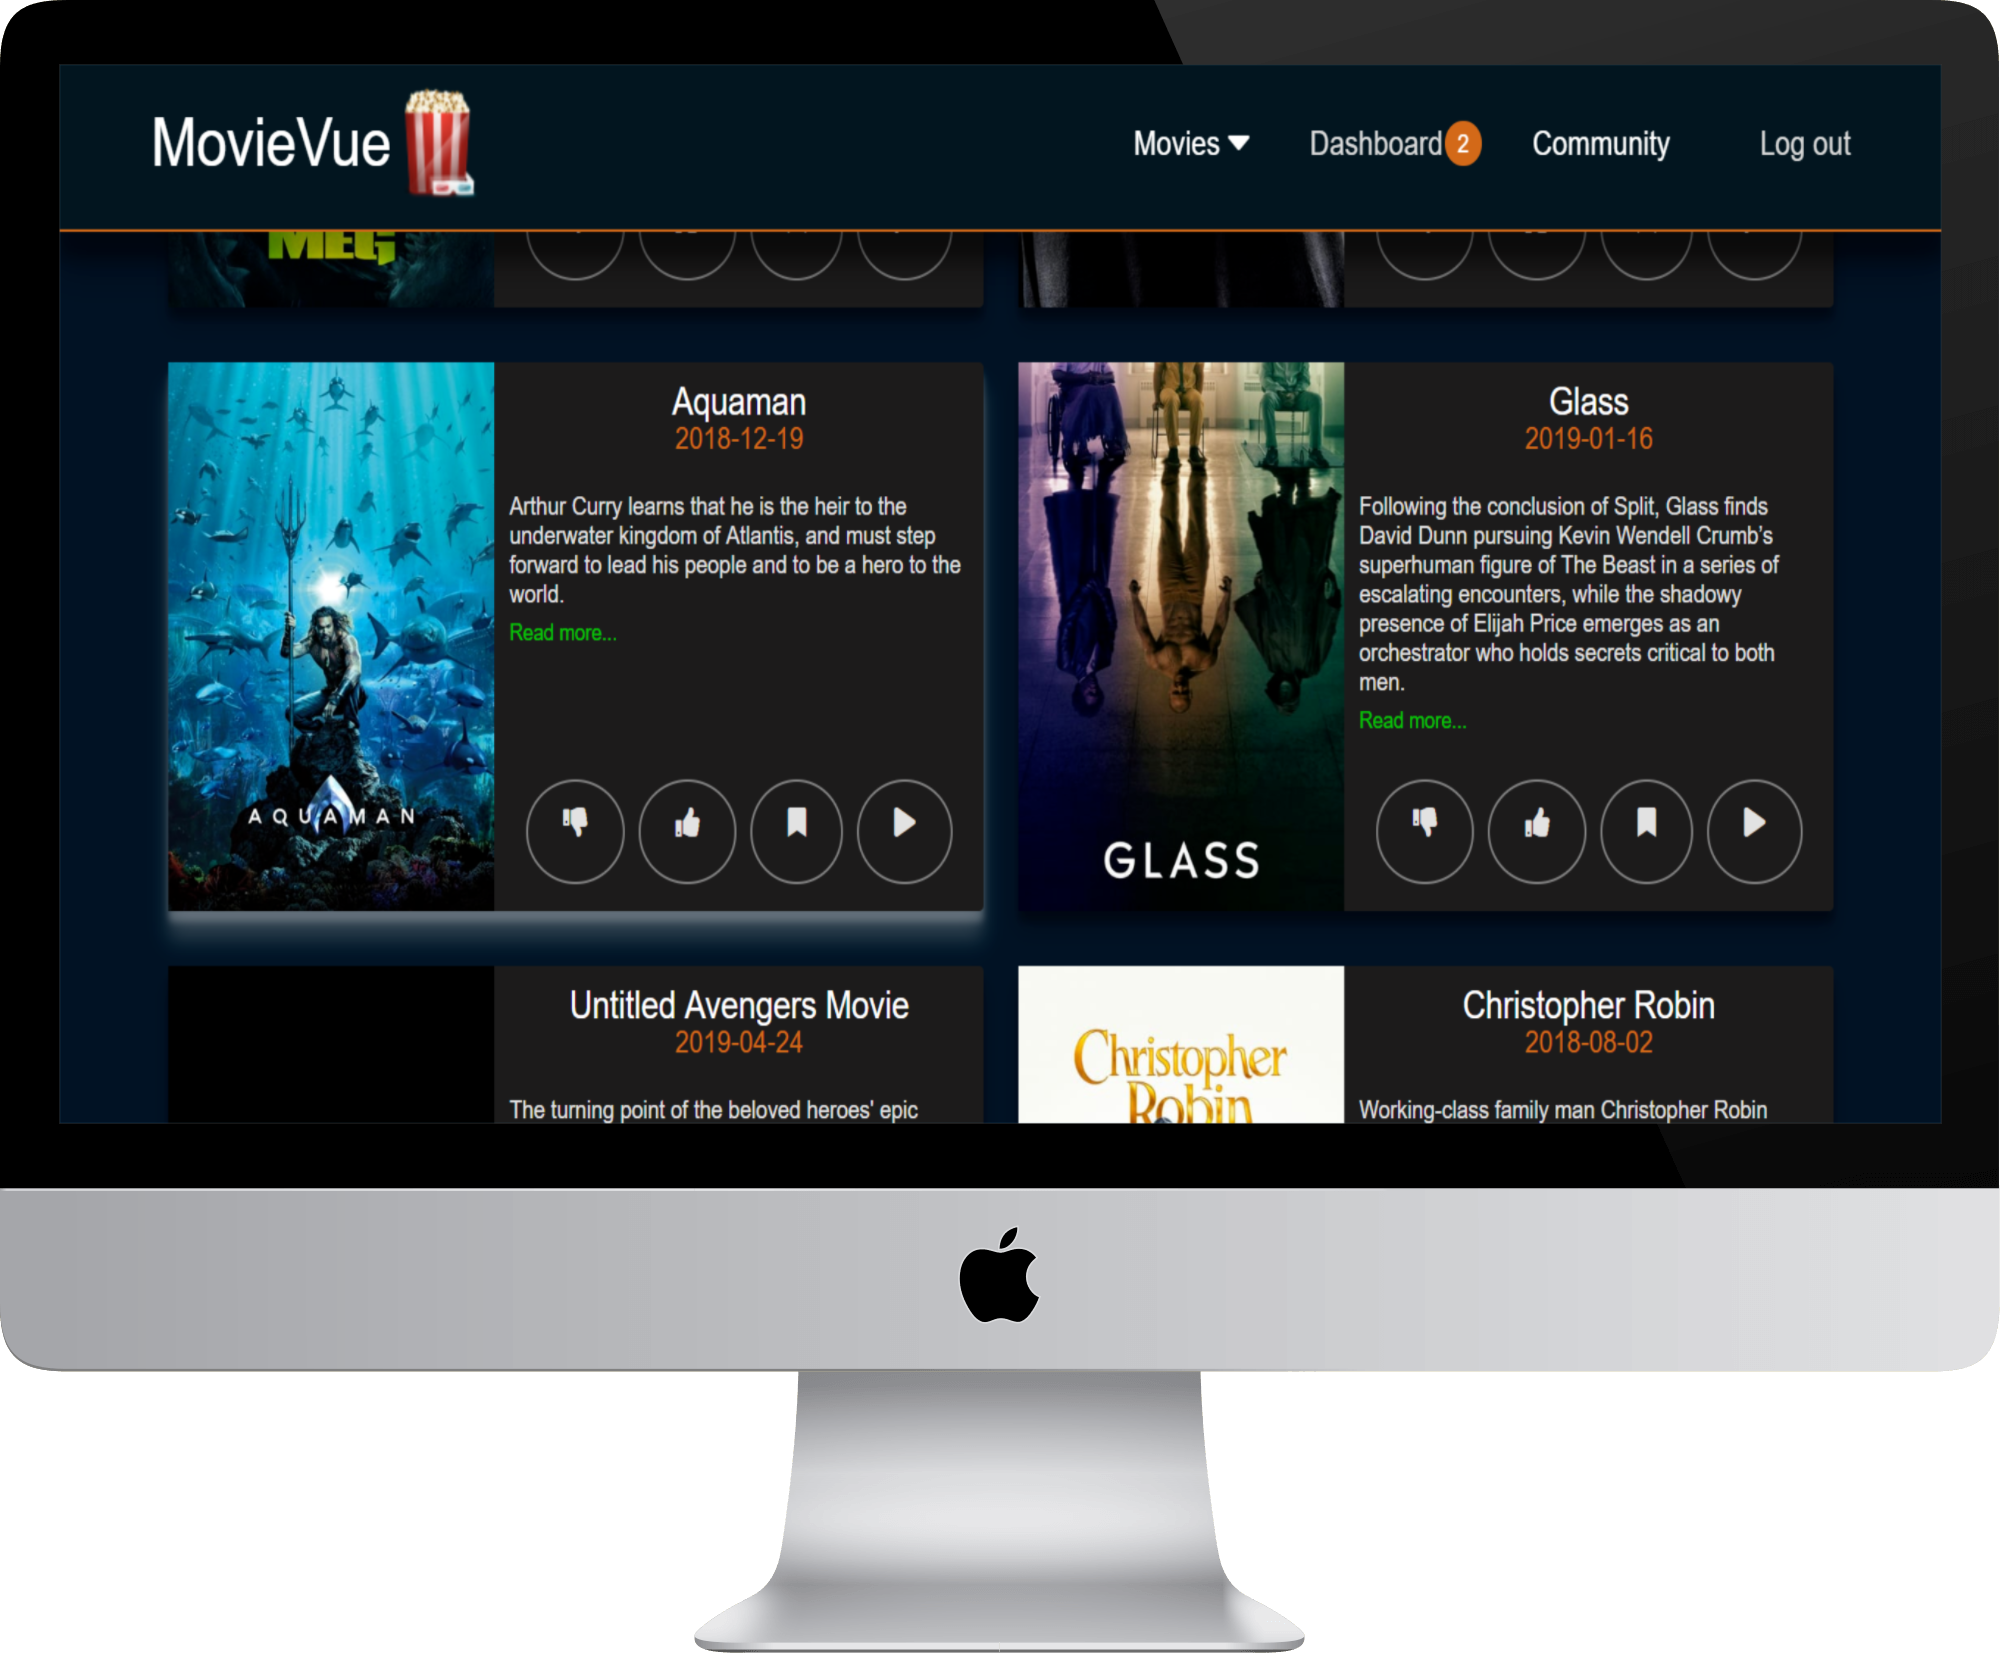 MovieVue
Movies Dashboard 2 Community Log out
MEG
Aquaman
2018-12-19
Arthur Curry learns that he is the heir to the
underwater kingdom of Atlantis, and must step
forward to lead his people and to be a hero to the
world.
Read more...
AQUAMAN
Glass
2019-01-16
Following the conclusion of Split, Glass finds
David Dunn pursuing Kevin Wendell Crumb’s
superhuman figure of The Beast in a series of
escalating encounters, while the shadowy
presence of Elijah Price emerges as an
orchestrator who holds secrets critical to both
men.
Read more...
GLASS
Untitled Avengers Movie
2019-04-24
The turning point of the beloved heroes' epic
Christopher
Robin
Christopher Robin
2018-08-02
Working-class family man Christopher Robin